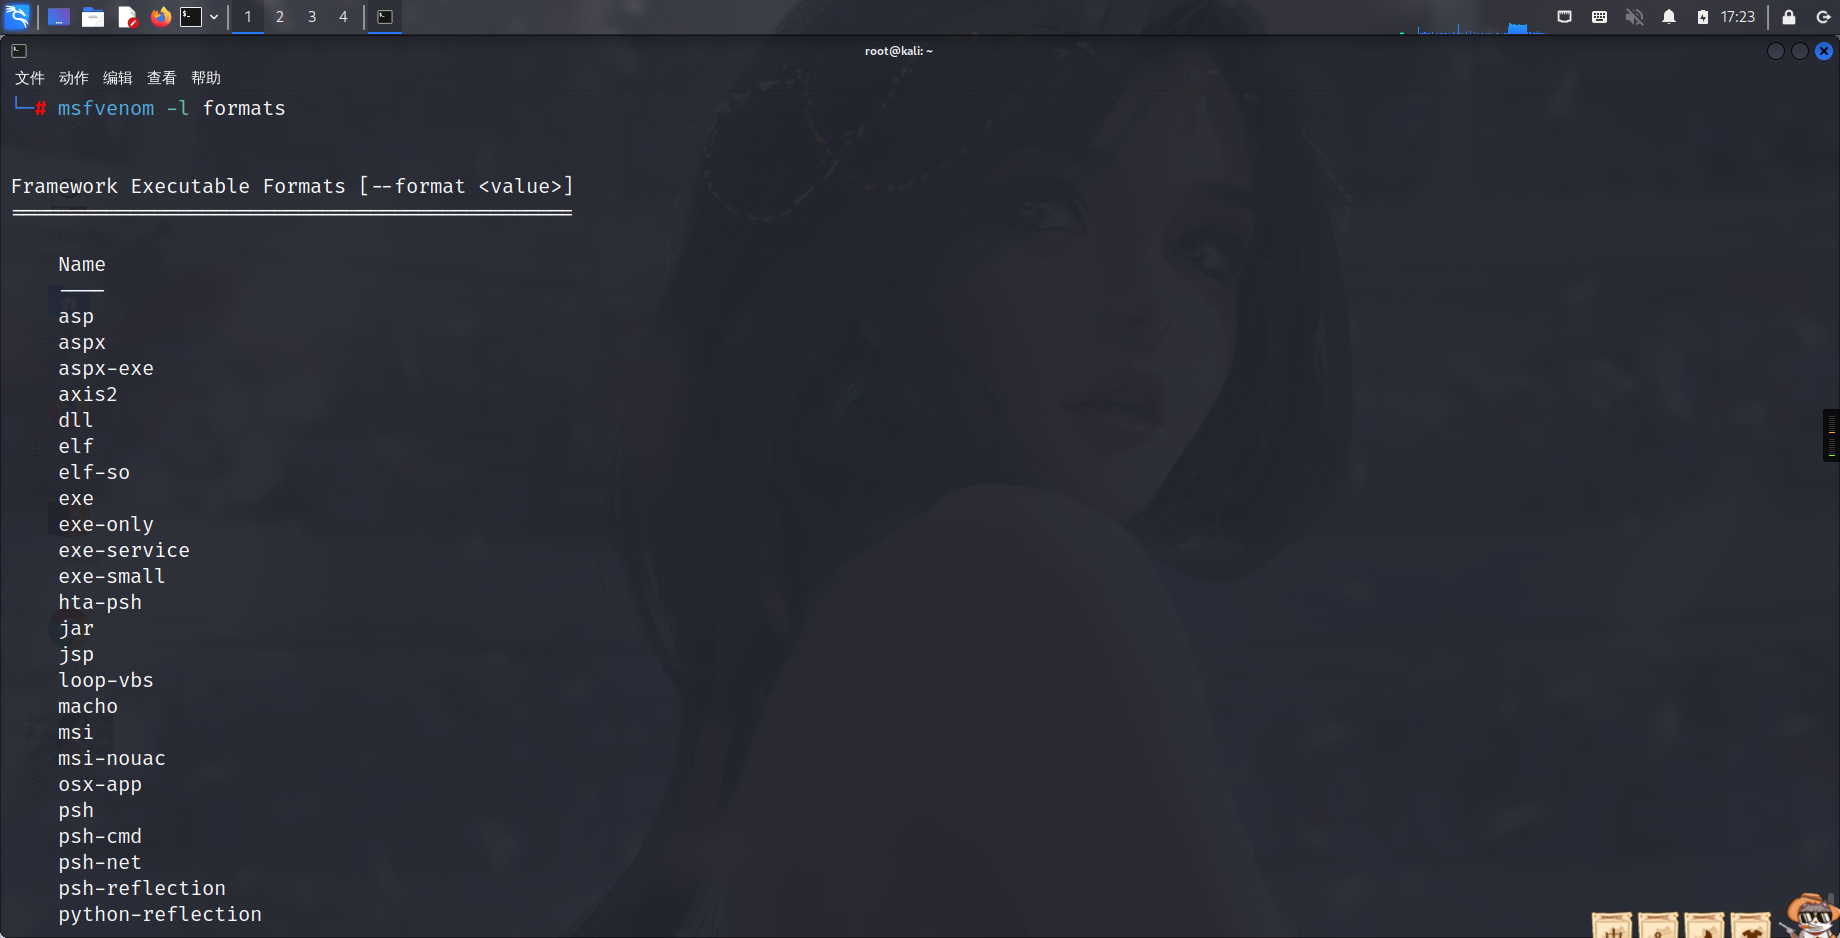 1 2 3 4 17:23
root@kali: ~
文件 动作 编辑 查看 帮助
└─# msfvenom -l formats
Framework Executable Formats [--format <value>]
===============================================
Name
----
asp
aspx
aspx-exe
axis2
dll
elf
elf-so
exe
exe-only
exe-service
exe-small
hta-psh
jar
jsp
loop-vbs
macho
msi
msi-nouac
osx-app
psh
psh-cmd
psh-net
psh-reflection
python-reflection